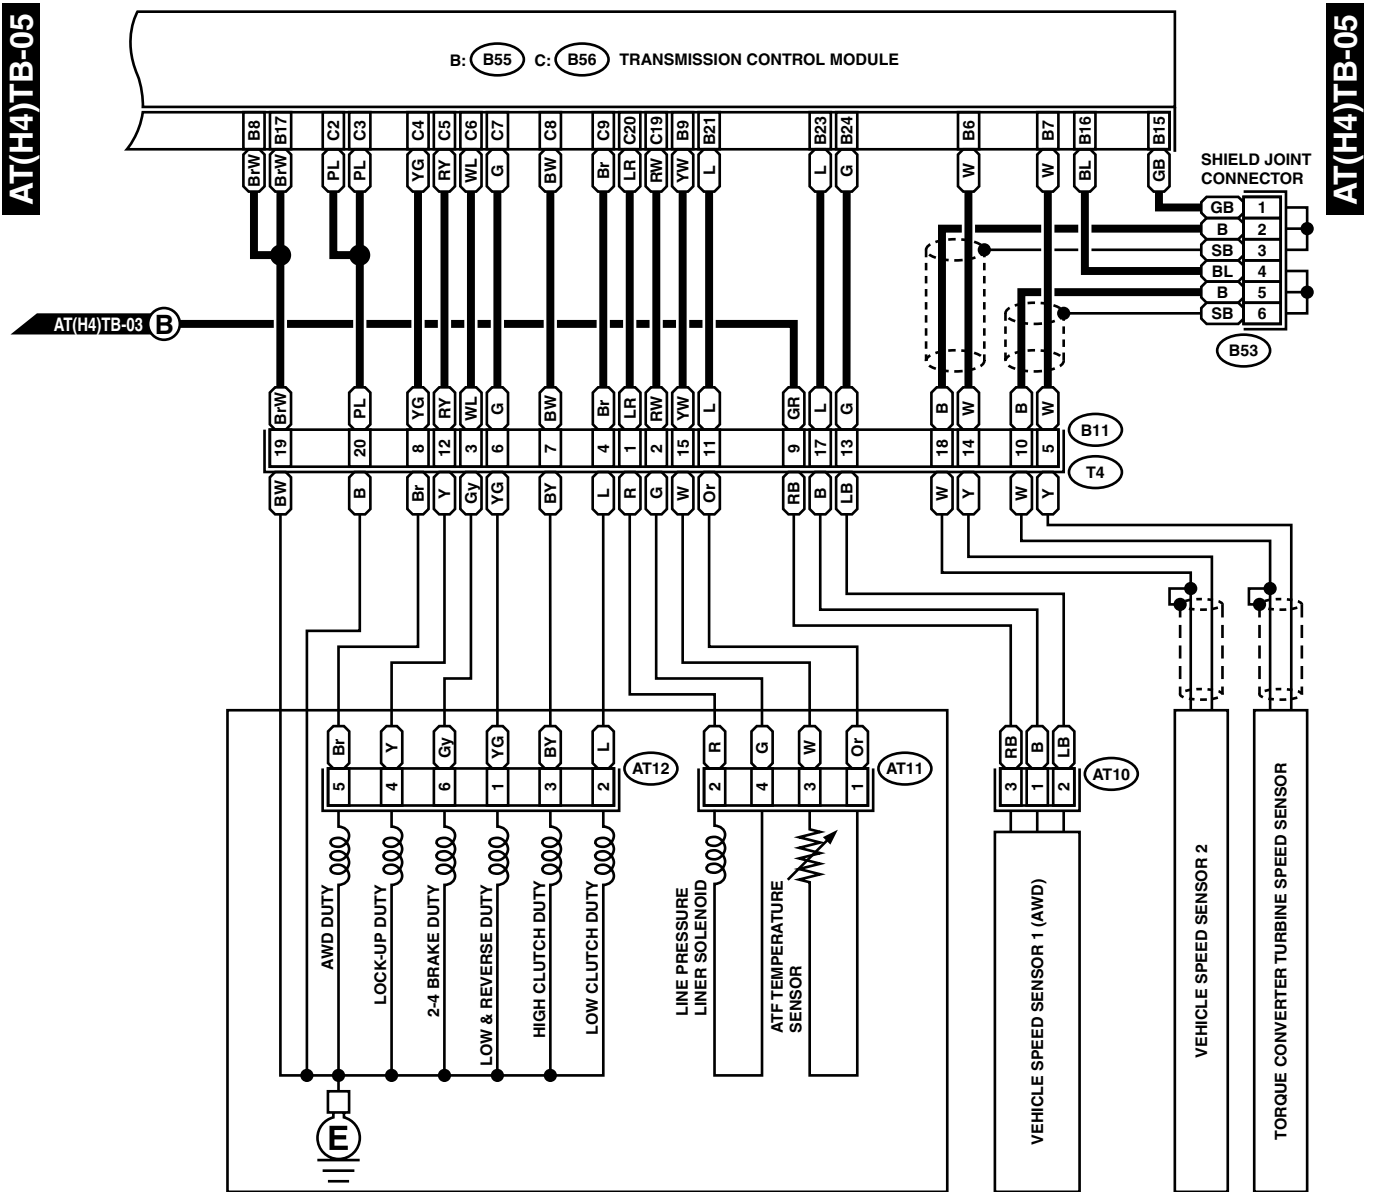 AT(H4)TB-05
AT(H4)TB-05
B: B55 C: B56 TRANSMISSION CONTROL MODULE
B8 B17 C2 C3 C4 C5 C6 C7 C8 C9 C20 C19 B9 B21 B23 B24 B6 B7 B16 B15
BrW BrW PL PL YG RY WL G BW Br LR RW YW L L G W W BL GB
SHIELD JOINT
CONNECTOR
GB 1
B 2
SB 3
BL 4
B 5
SB 6
B53
AT(H4)TB-03 B
BrW PL YG RY WL G BW Br LR RW YW L GR L G B W B W
B11
19 20 8 12 3 6 7 4 1 2 15 11 9 17 13 18 14 10 5
T4
BW B Br Y Gy YG BY L R G W Or RB B LB W Y W Y
Br Y Gy YG BY L
5 4 6 1 3 2
AT12
R G W Or
2 4 3 1
AT11
RB B LB
3 1 2
AT10
AWD DUTY
LOCK-UP DUTY
2-4 BRAKE DUTY
LOW & REVERSE DUTY
HIGH CLUTCH DUTY
LOW CLUTCH DUTY
LINE PRESSURE
LINER SOLENOID
ATF TEMPERATURE
SENSOR
VEHICLE SPEED SENSOR 1 (AWD)
VEHICLE SPEED SENSOR 2
TORQUE CONVERTER TURBINE SPEED SENSOR
E